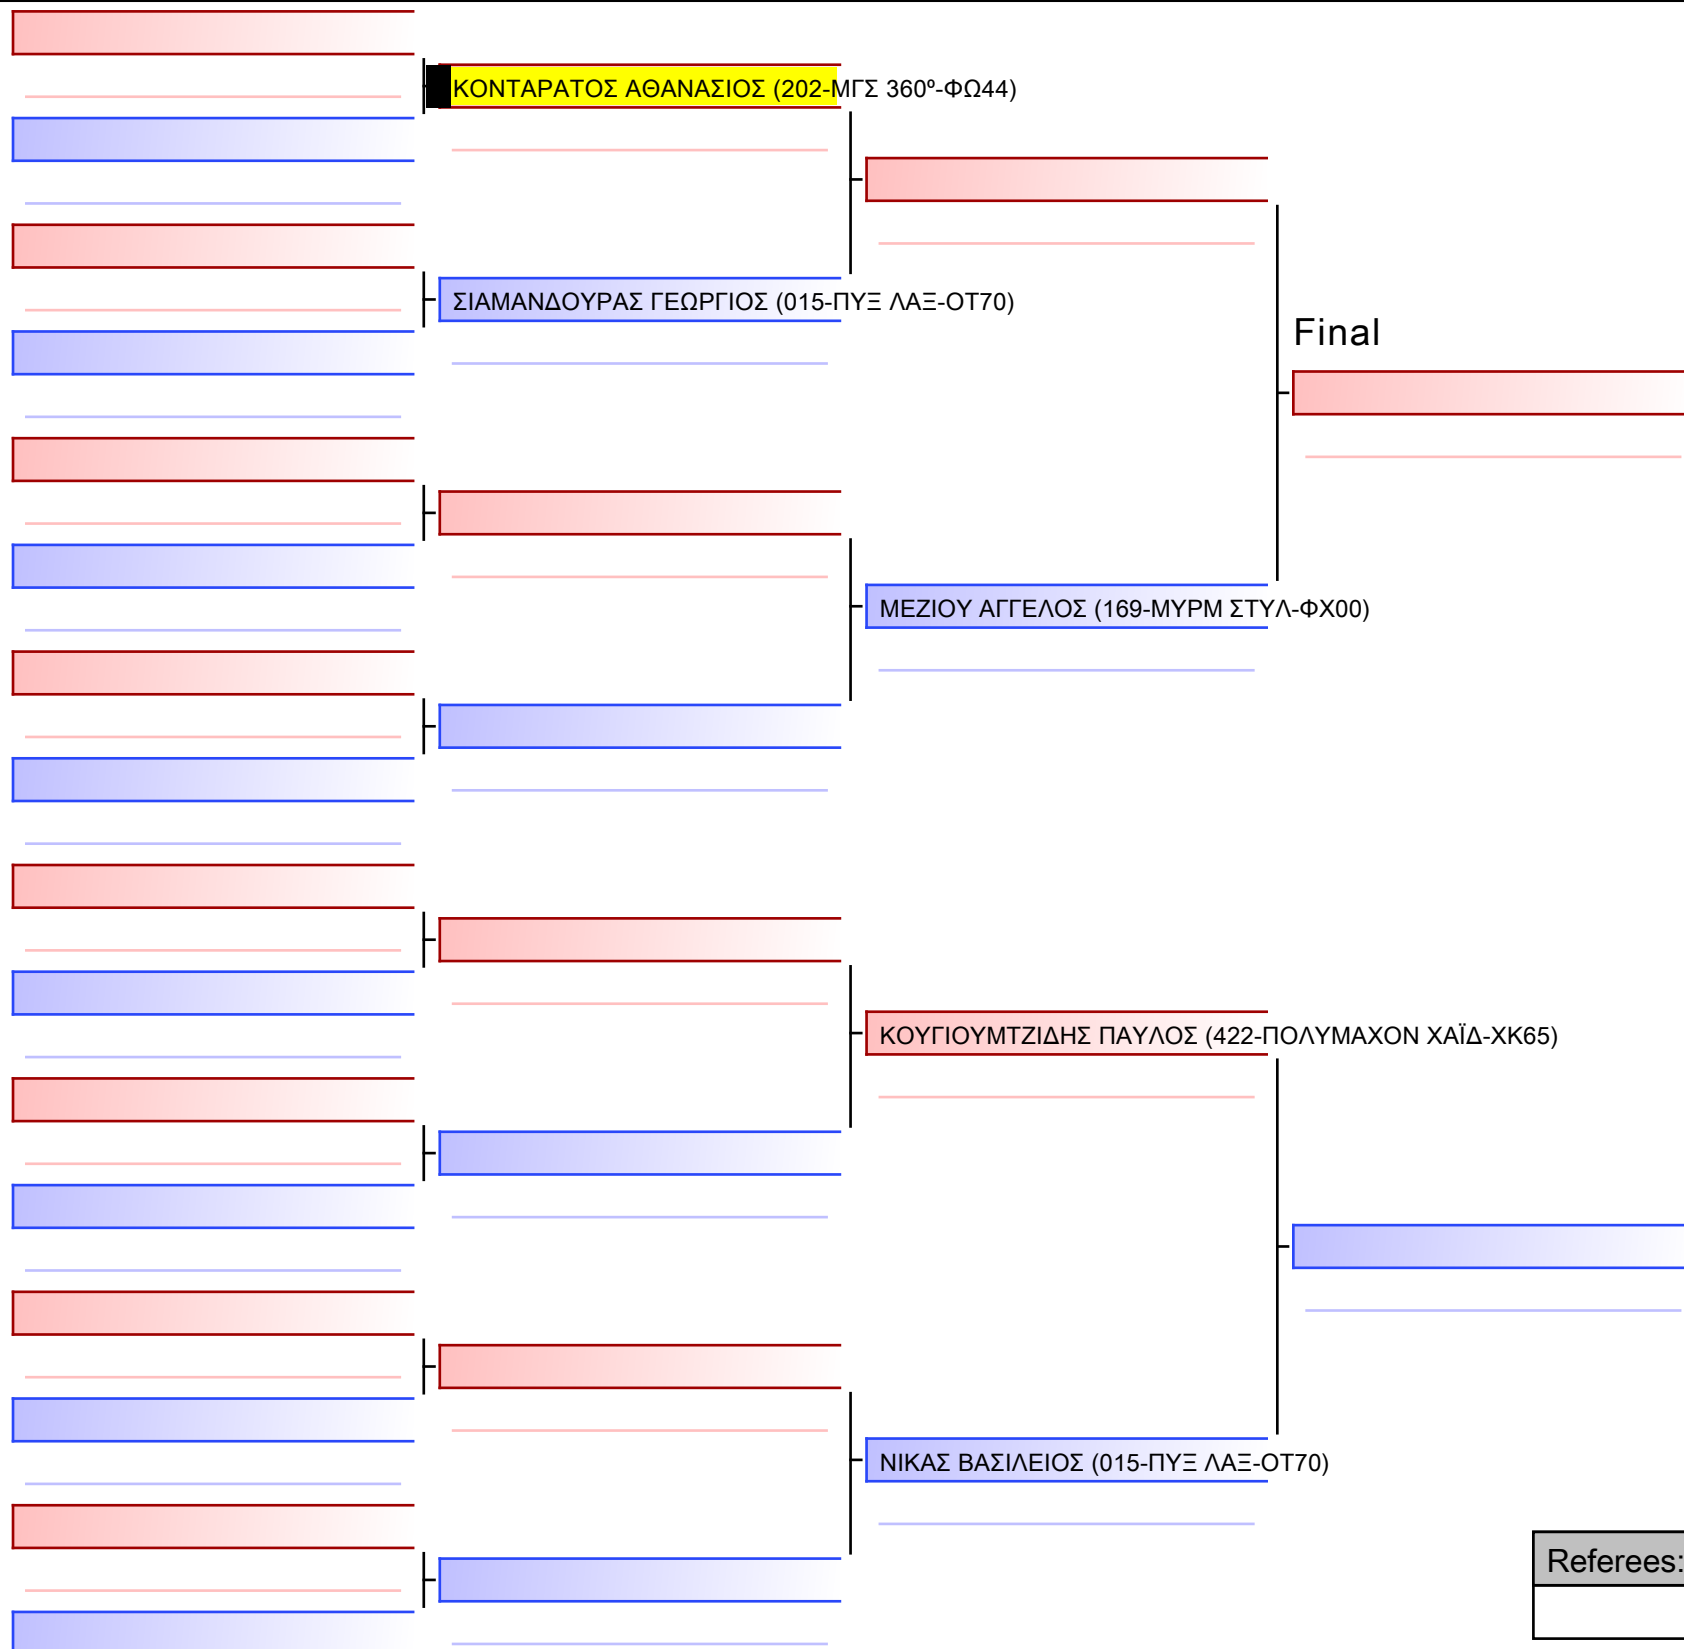 ΚΟΝΤΑΡΑΤΟΣ ΑΘΑΝΑΣΙΟΣ (202-ΜΓΣ 360º-ΦΩ44)
ΣΙΑΜΑΝΔΟΥΡΑΣ ΓΕΩΡΓΙΟΣ (015-ΠΥΞ ΛΑΞ-ΟΤ70)
Final
ΜΕΖΙΟΥ ΑΓΓΕΛΟΣ (169-ΜΥΡΜ ΣΤΥΛ-ΦΧ00)
ΚΟΥΓΙΟΥΜΤΖΙΔΗΣ ΠΑΥΛΟΣ (422-ΠΟΛΥΜΑΧΟΝ ΧΑΪΔ-ΧΚ65)
ΝΙΚΑΣ ΒΑΣΙΛΕΙΟΣ (015-ΠΥΞ ΛΑΞ-ΟΤ70)
Referees: